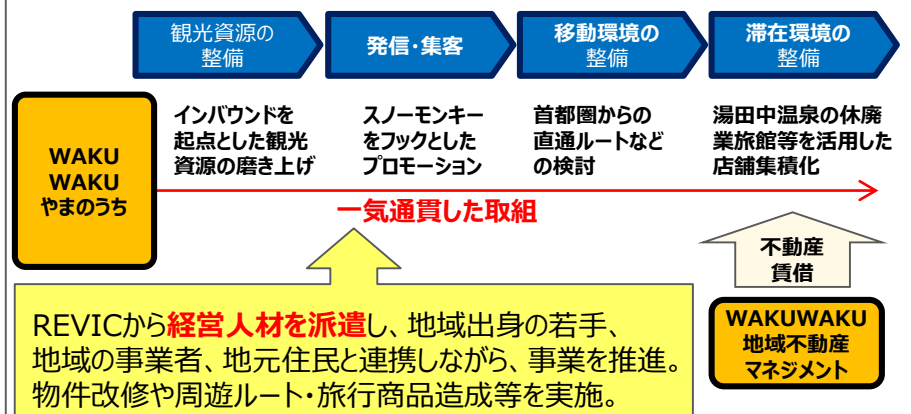 観光資源の
整備
発信・集客
移動環境の
整備
滞在環境の
整備
WAKU
WAKU
やまのうち
インバウンドを
起点とした観光
資源の磨き上げ
スノーモンキー
をフックとした
プロモーション
首都圏からの
直通ルートなど
の検討
湯田中温泉の休廃
業旅館等を活用した
店舗集積化
一気通貫した取組
不動産
賃借
REVICから経営人材を派遣し、地域出身の若手、
地域の事業者、地元住民と連携しながら、事業を推進。
物件改修や周遊ルート・旅行商品造成等を実施。
WAKUWAKU
地域不動産
マネジメント